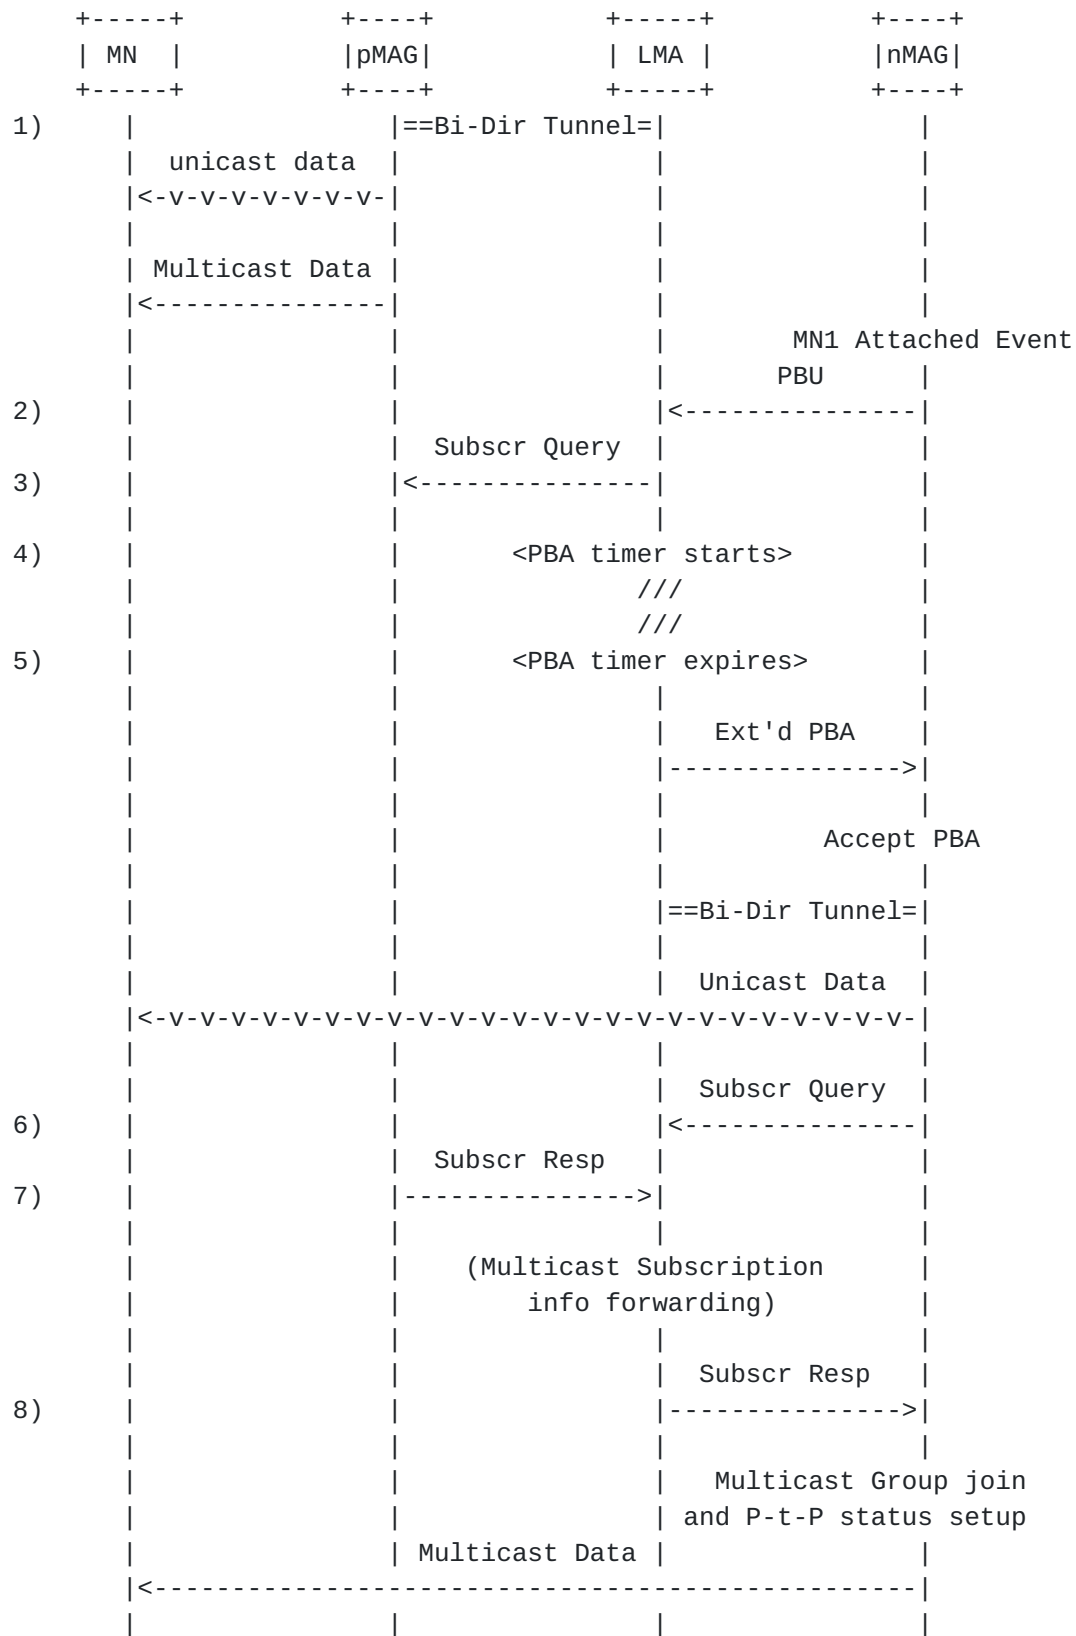 +-----+          +----+           +-----+          +----+
| MN  |          |pMAG|           | LMA |          |nMAG|
+-----+          +----+           +-----+          +----+
1)     |                |==Bi-Dir Tunnel=|                |
|  unicast data  |                |                |
|<-v-v-v-v-v-v-v-|                |                |
|                |                |                |
| Multicast Data |                |                |
|<---------------|                |                |
|                |                |        MN1 Attached Event
|                |                |       PBU      |
2)     |                |                |<---------------|
|                |  Subscr Query  |                |
3)     |                |<---------------|                |
|                |                |                |
4)     |                |       <PBA timer starts>        |
|                |               ///               |
|                |               ///               |
5)     |                |       <PBA timer expires>       |
|                |                |                |
|                |                |   Ext'd PBA    |
|                |                |--------------->|
|                |                |                |
|                |                |          Accept PBA
|                |                |                |
|                |                |==Bi-Dir Tunnel=|
|                |                |                |
|                |                |  Unicast Data  |
|<-v-v-v-v-v-v-v-v-v-v-v-v-v-v-v-v-v-v-v-v-v-v-v-v-|
|                |                |                |
|                |                |  Subscr Query  |
6)     |                |                |<---------------|
|                |  Subscr Resp   |                |
7)     |                |--------------->|                |
|                |                |                |
|                |    (Multicast Subscription      |
|                |        info forwarding)         |
|                |                |                |
|                |                |  Subscr Resp   |
8)     |                |                |--------------->|
|                |                |                |
|                |                |   Multicast Group join
|                |                | and P-t-P status setup
|                | Multicast Data |                |
|<-------------------------------------------------|
|                |                |                |